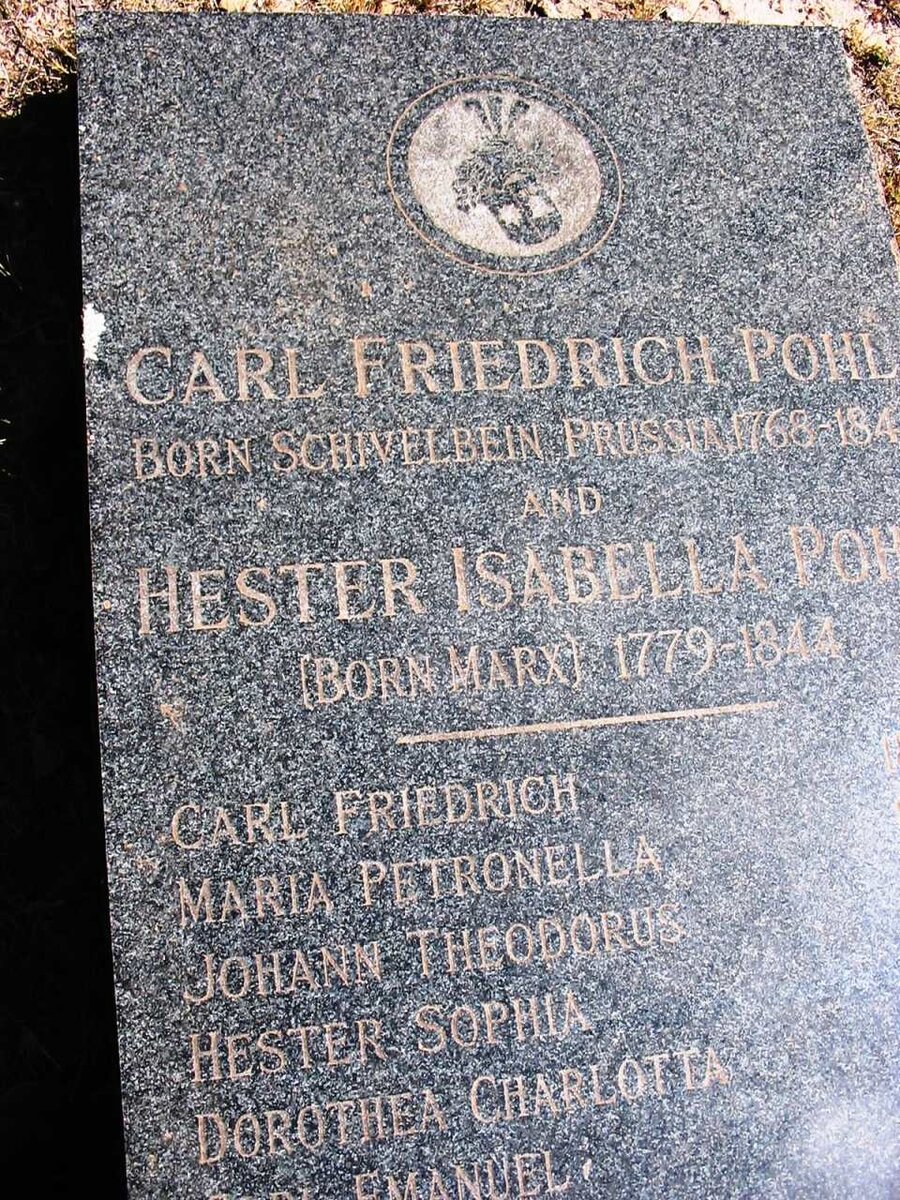 CARL FRIEDRICH POHL
BORN SCHIVELBEIN PRUSSIA, 1768-184
AND
HESTER ISABELLA POH
(BORN MARX) 1779-1844
CARL FRIEDRICH
MARIA PETRONELLA
JOHANN THEODORUS
HESTER SOPHIA
DOROTHEA CHARLOTTA
CARL EMANUEL